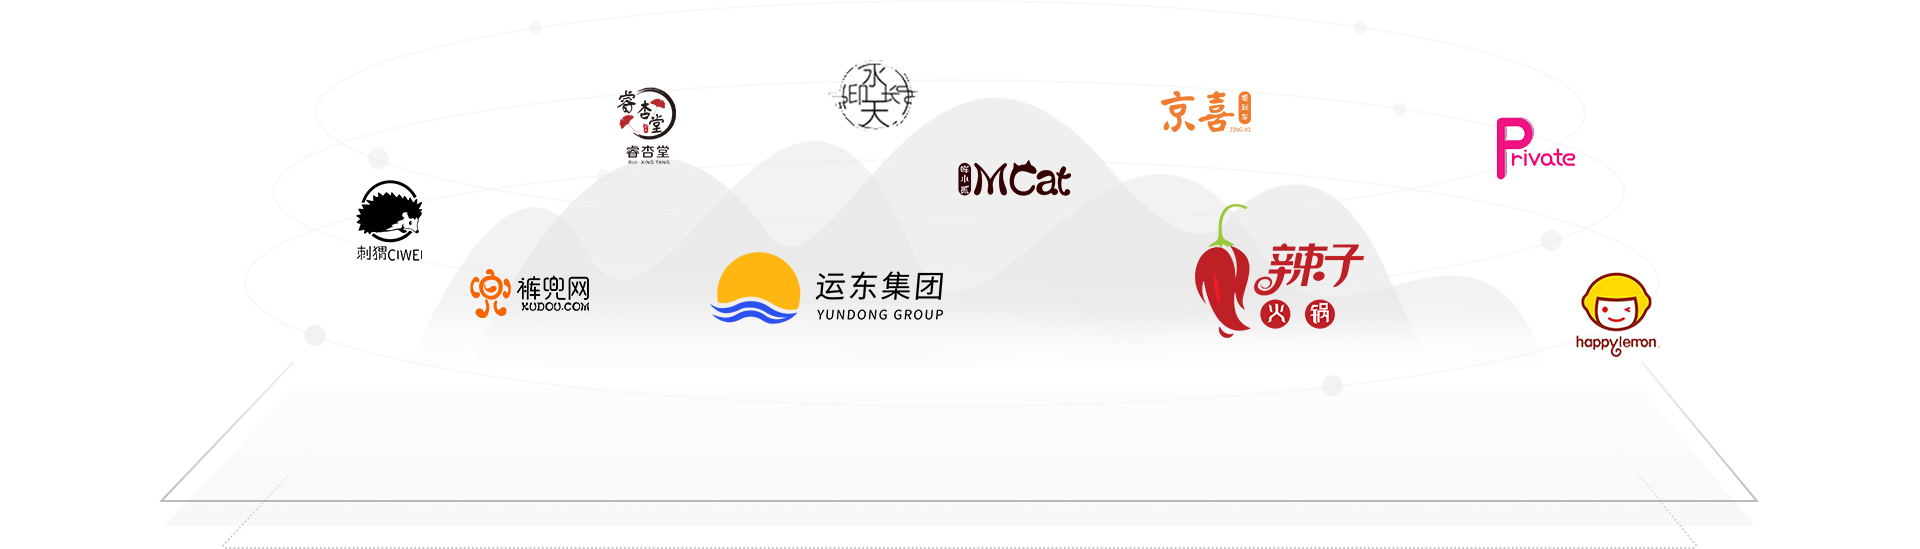 睿杏堂
睿杏堂
RUI XING TANG
水
印 长
天
京喜
JING XI
Private
MCat
刺猬CIWEI
裤兜网
KUDOU.COM
运东集团
YUNDONG GROUP
辣子
火 锅
happylemon